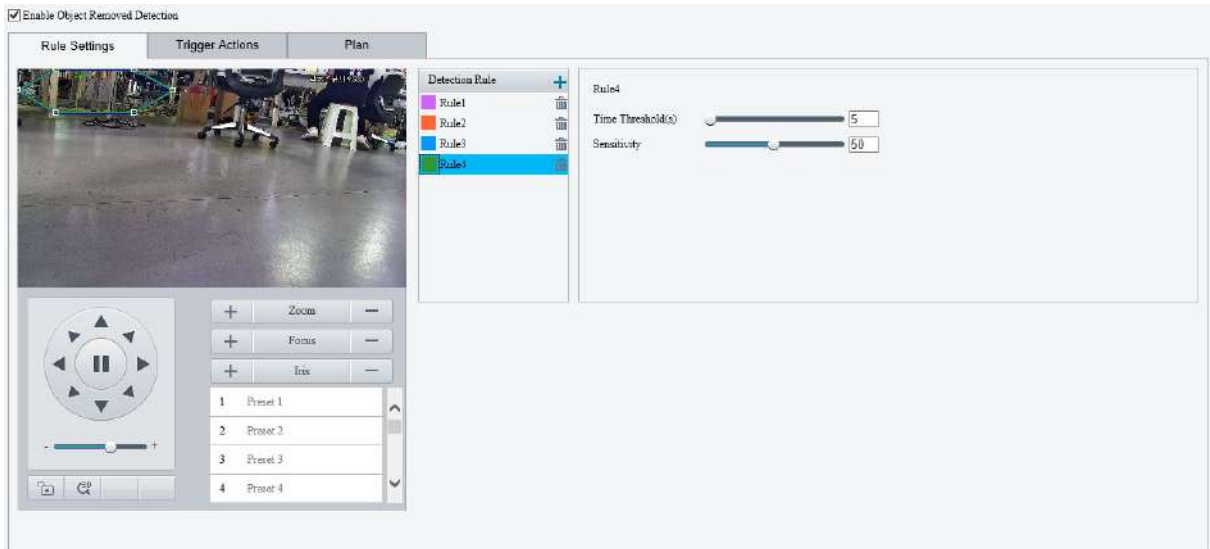 Enable Object Removed Detection
Rule Settings
Trigger Actions
Plan
Detection Rule
Rule1
Rule2
Rule3
Rule4
Rule4
Time Threshold(s)
5
Sensitivity
50
+ Zoom −
+ Focus −
+ Iris −
- +
1 Preset 1
2 Preset 2
3 Preset 3
4 Preset 4
3D